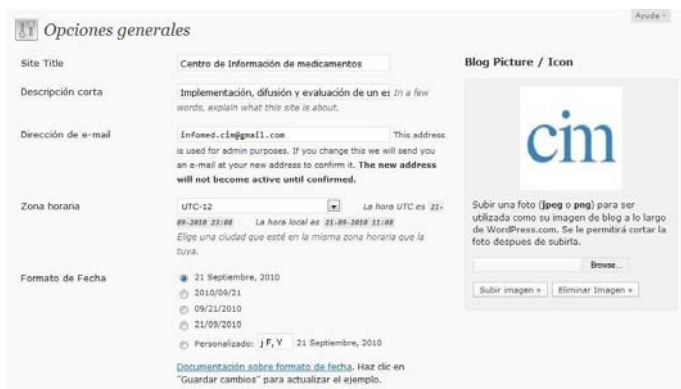 Ayuda
Opciones generales
Site Title
Centro de Información de medicamentos
Descripción corta
Implementación, difusión y evaluación de un es In a few
words, explain what this site is about.
Dirección de e-mail
infomed.cim@gmail.com This address
is used for admin purposes. If you change this we will send you
an e-mail at your new address to confirm it. The new address
will not become active until confirmed.
Zona horaria
UTC-12 La hora UTC es 21-
09-2010 23:08 La hora local es 21-09-2010 11:08
Elige una ciudad que esté en la misma zona horaria que la
tuya.
Formato de Fecha
21 Septiembre, 2010
2010/09/21
09/21/2010
21/09/2010
Personalizado: j F, Y 21 Septiembre, 2010
Documentación sobre formato de fecha. Haz clic en
"Guardar cambios" para actualizar el ejemplo.
Blog Picture / Icon
cim
Subir una foto (jpeg o png) para ser
utilizada como su imagen de blog a lo largo
de WordPress.com. Se le permitirá cortar la
foto despues de subirla.
Browse...
Subir imagen »
Eliminar Imagen »